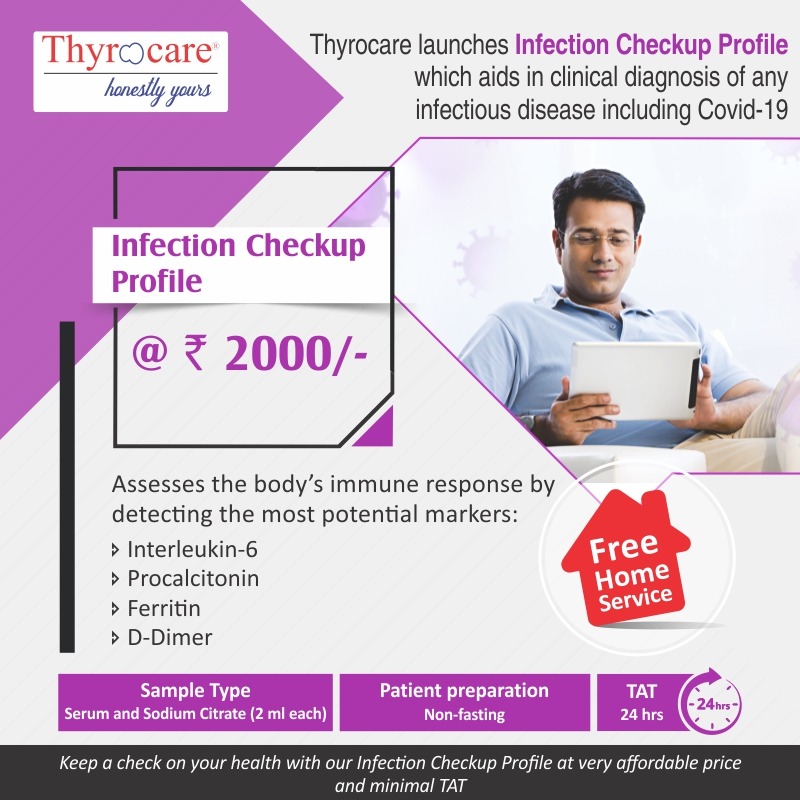 Thyrocare®
honestly yours
Thyrocare launches Infection Checkup Profile
which aids in clinical diagnosis of any
infectious disease including Covid-19
Infection Checkup
Profile
@ ₹ 2000/-
Assesses the body's immune response by
detecting the most potential markers:
Interleukin-6
Procalcitonin
Ferritin
D-Dimer
Free
Home
Service
Sample Type
Serum and Sodium Citrate (2 ml each)
Patient preparation
Non-fasting
TAT
24 hrs
24hrs
Keep a check on your health with our Infection Checkup Profile at very affordable price
and minimal TAT